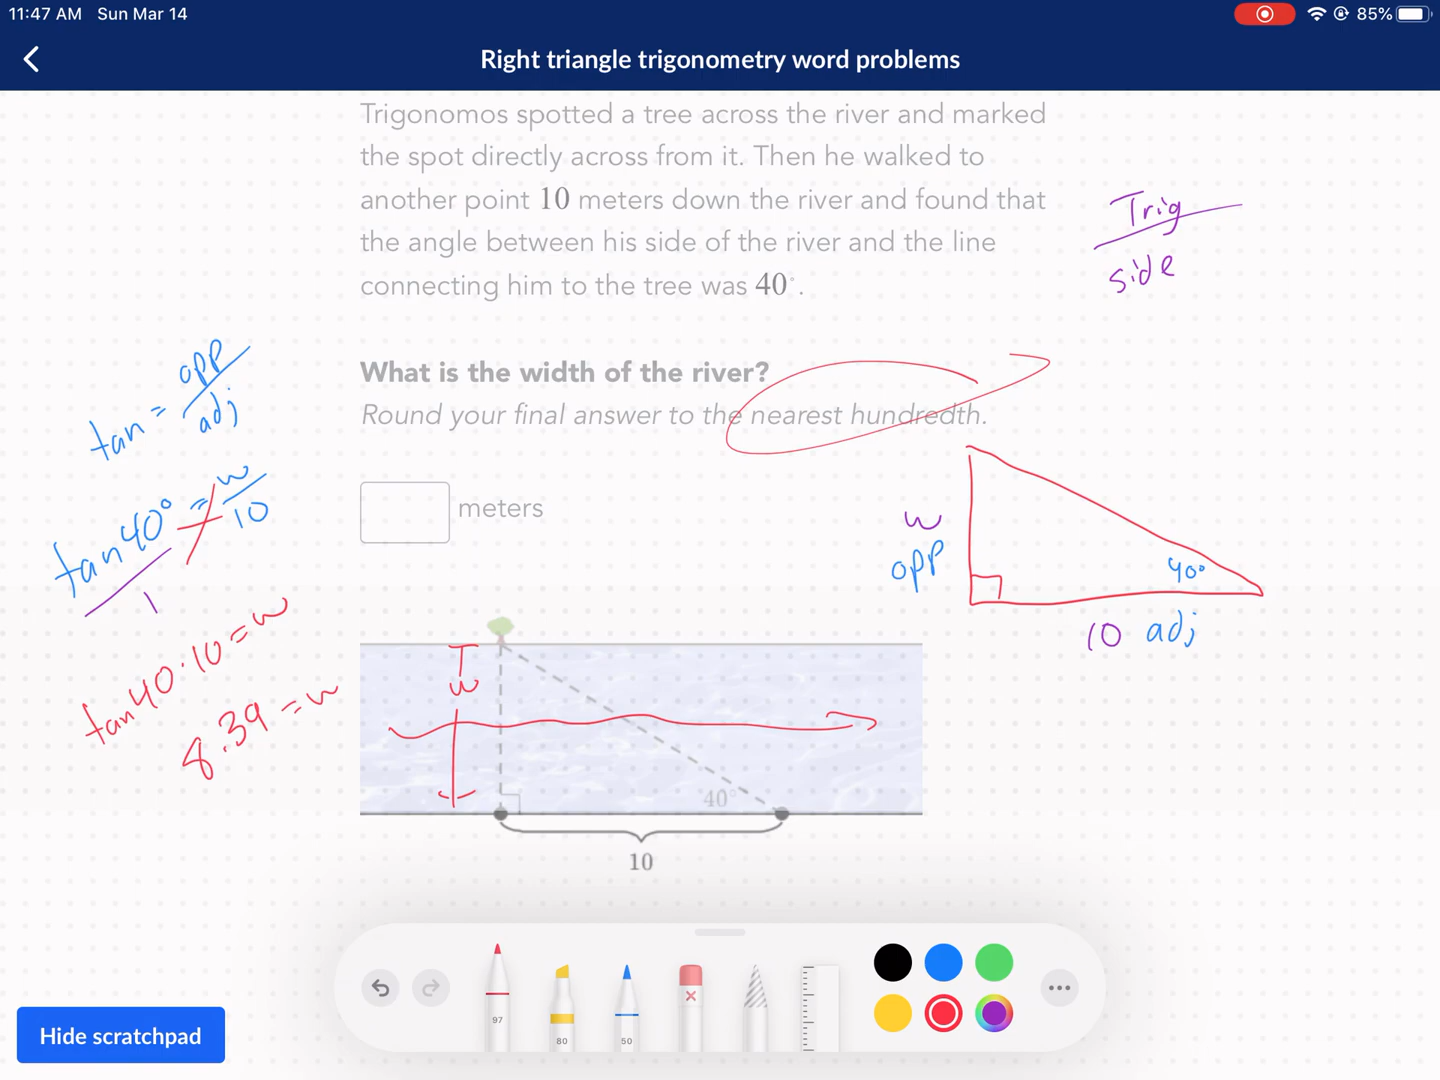 11:47 AM Sun Mar 14
85%
Right triangle trigonometry word problems
Trigonomos spotted a tree across the river and marked
the spot directly across from it. Then he walked to
another point 10 meters down the river and found that
the angle between his side of the river and the line
connecting him to the tree was 40°.
Trig
side
What is the width of the river?
Round your final answer to the nearest hundredth.
meters
tan = opp
adj
tan 40° = w
10
1
tan 40 · 10 = w
8.39 = w
w
opp
40°
10 adj
w
40°
10
97
80
50
Hide scratchpad